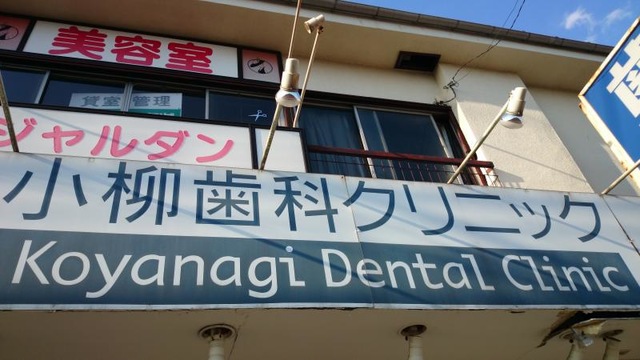 美容室
貸室 管理
ジャルダン
小柳歯科クリニック
Koyanagi Dental Clinic